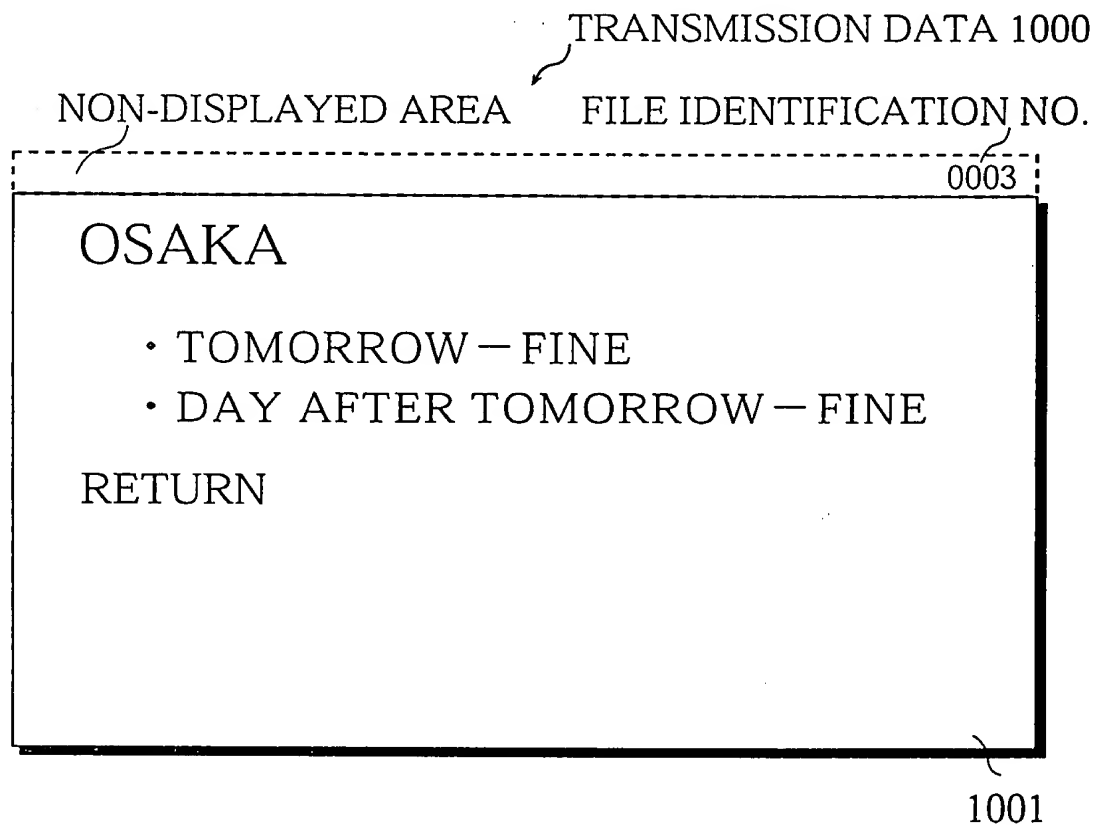 TRANSMISSION DATA 1000
NON-DISPLAYED AREA FILE IDENTIFICATION NO.
0003
OSAKA
・TOMORROW—FINE
・DAY AFTER TOMORROW—FINE
RETURN
1001